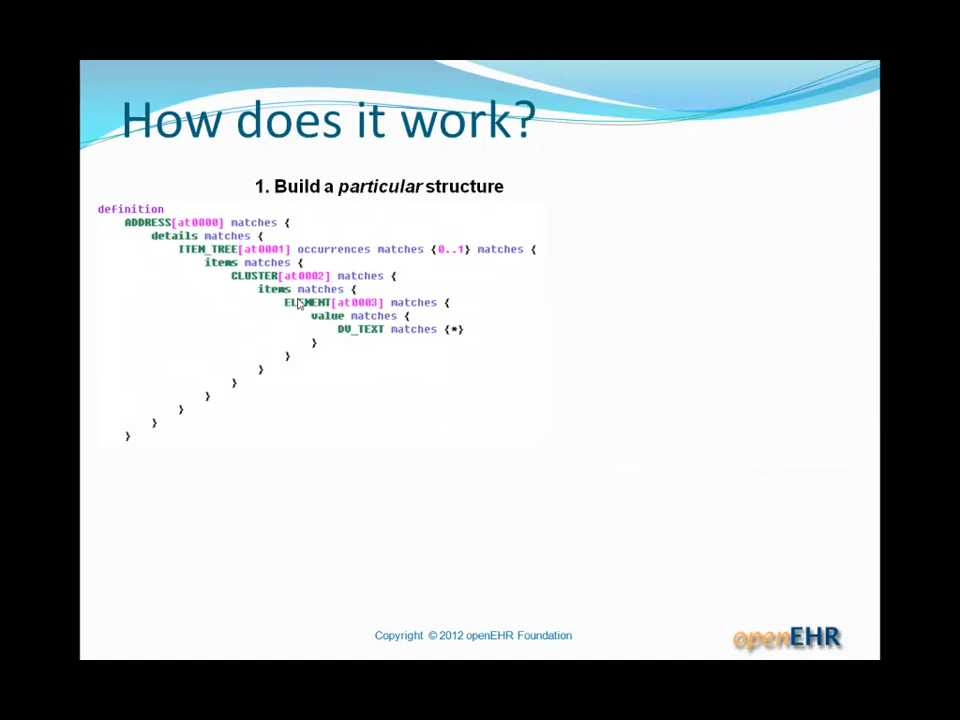 How does it work?
1. Build a particular structure
definition
ADDRESS[at0000] matches {
details matches {
ITEM_TREE[at0001] occurrences matches {0..1} matches {
items matches {
CLUSTER[at0002] matches {
items matches {
ELEMENT[at0003] matches {
value matches {
DV_TEXT matches {*}
}
}
}
}
}
}
}
}
Copyright © 2012 openEHR Foundation
openEHR